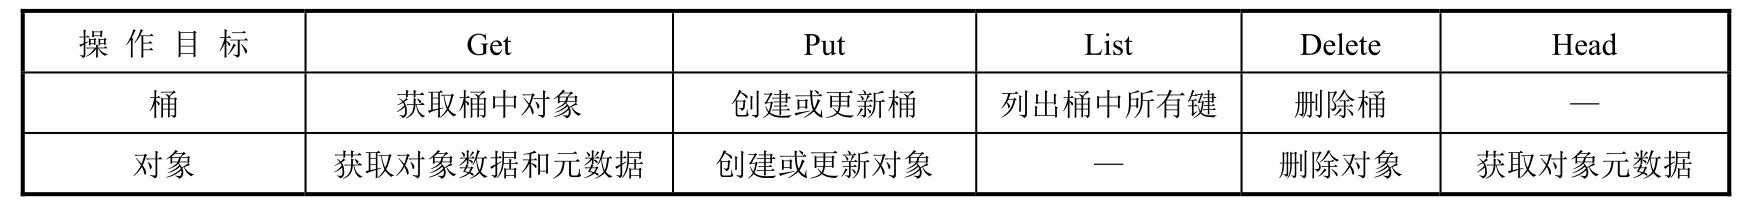 操作目标 Get Put List Delete Head
桶 获取桶中对象 创建或更新桶 列出桶中所有键 删除桶 —
对象 获取对象数据和元数据 创建或更新对象 — 删除对象 获取对象元数据